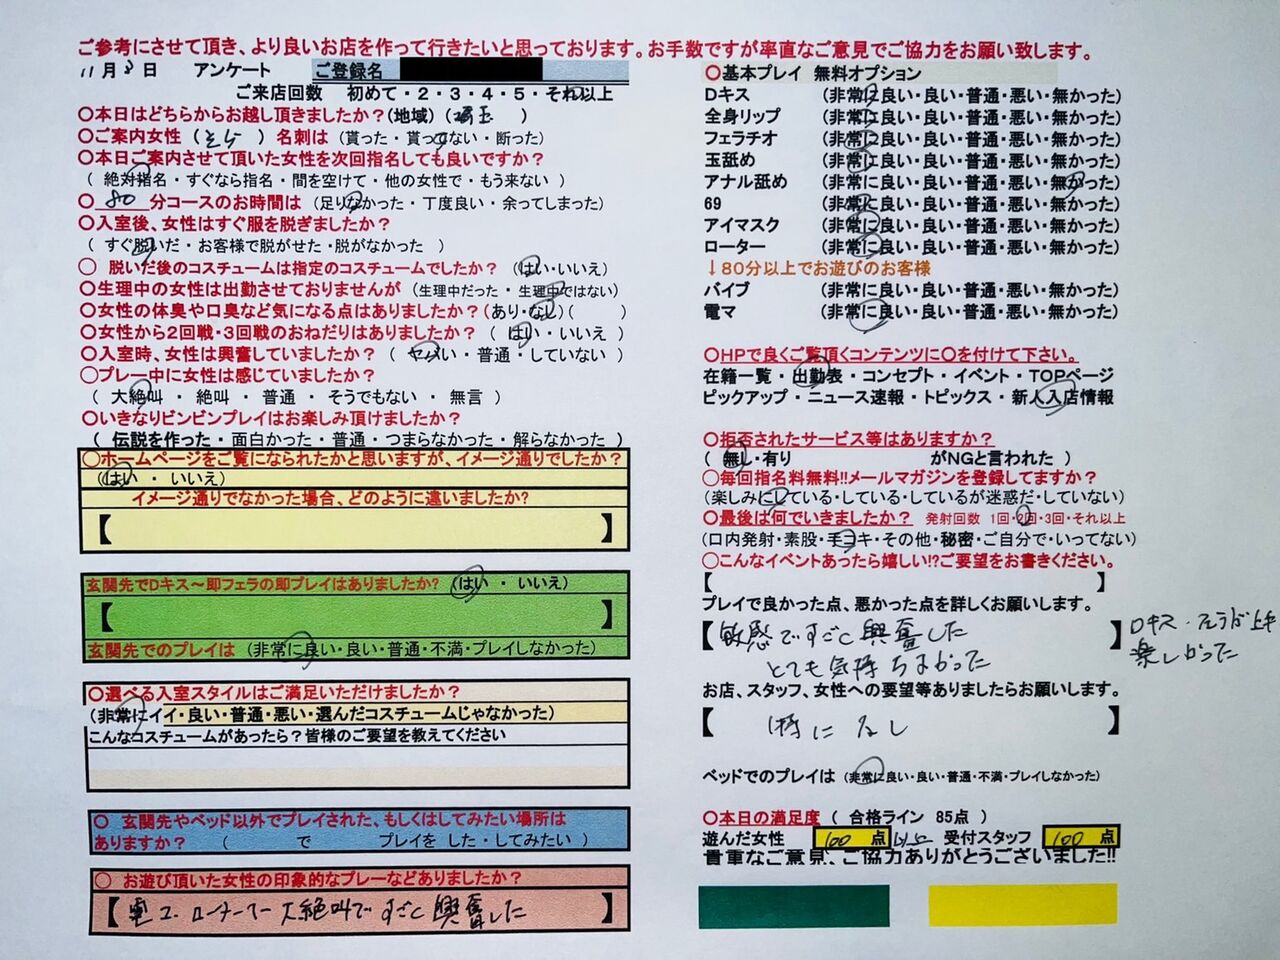 ご参考にさせて頂き、より良いお店を作って行きたいと思っております。お手数ですが率直なご意見でご協力をお願い致します。
11月8日 アンケート ご登録名
ご来店回数 初めて・2・3・4・5・それ以上
〇本日はどちらからお越し頂きましたか?(地域)(埼玉 )
〇ご案内女性 (そら )名刺は(貰った・貰ってない・断った)
〇本日ご案内させて頂いた女性を次回指名しても良いですか?
(絶対指名・すぐなら指名・間を空けて・他の女性で・もう来ない )
〇 80 分コースのお時間は(足りなかった・丁度良い・余ってしまった)
〇入室後、女性はすぐ服を脱ぎましたか?
(すぐ脱いだ・お客様で脱がせた・脱がなかった )
〇 脱いだ後のコスチュームは指定のコスチュームでしたか? (はい・いいえ)
〇生理中の女性は出勤させておりませんが(生理中だった・生理中ではない)
〇女性の体臭や口臭など気になる点はありましたか?(あり・なし)( )
〇女性から2回戦・3回戦のおねだりはありましたか?( はい・いいえ )
〇入室時、女性は興奮していましたか?( ヤバい・普通・していない )
〇プレー中に女性は感じていましたか?
( 大絶叫 ・ 絶叫 ・ 普通 ・ そうでもない ・ 無言 )
〇いきなりビンビンプレイはお楽しみ頂けましたか?
( 伝説を作った・面白かった・普通・つまらなかった・解らなかった )
〇ホームページをご覧になられたかと思いますが、イメージ通りでしたか?
(はい ・ いいえ)
イメージ通りでなかった場合、どのように違いましたか?
【 】
玄関先でDキス〜即フェラの即プレイはありましたか? (はい ・ いいえ)
【 】
玄関先でのプレイは (非常に良い・良い・普通・不満・プレイしなかった)
〇選べる入室スタイルはご満足いただけましたか?
(非常にイイ・良い・普通・悪い・選んだコスチュームじゃなかった)
こんなコスチュームがあったら?皆様のご要望を教えてください
〇 玄関先やベッド以外でプレイされた、もしくはしてみたい場所は
ありますか? ( で プレイを した・してみたい )
〇 お遊び頂いた女性の印象的なプレーなどありましたか?
【 電マ、ローターで大絶叫ですごく興奮した 】
〇基本プレイ 無料オプション
Dキス (非常に良い・良い・普通・悪い・無かった)
全身リップ (非常に良い・良い・普通・悪い・無かった)
フェラチオ (非常に良い・良い・普通・悪い・無かった)
玉舐め (非常に良い・良い・普通・悪い・無かった)
アナル舐め (非常に良い・良い・普通・悪い・無かった)
69 (非常に良い・良い・普通・悪い・無かった)
アイマスク (非常に良い・良い・普通・悪い・無かった)
ローター (非常に良い・良い・普通・悪い・無かった)
↓80分以上でお遊びのお客様
バイブ (非常に良い・良い・普通・悪い・無かった)
電マ (非常に良い・良い・普通・悪い・無かった)
〇HPで良くご覧頂くコンテンツに〇を付けて下さい。
在籍一覧・出勤表・コンセプト・イベント・TOPページ
ピックアップ・ニュース速報・トピックス・新人入店情報
〇拒否されたサービス等はありますか?
( 無し・有り がNGと言われた )
〇毎回指名料無料!!メールマガジンを登録してますか?
(楽しみにしている・している・しているが迷惑だ・していない)
〇最後は何でいきましたか? 発射回数 1回・2回・3回・それ以上
(口内発射・素股・手コキ・その他・秘密・ご自分で・いってない)
〇こんなイベントあったら嬉しい!?ご要望をお書きください。
【 】
プレイで良かった点、悪かった点を詳しくお願いします。
【 敏感ですごく興奮した
とても気持ちよかった 】
Dキス・フェラが上手
楽しかった
お店、スタッフ、女性への要望等ありましたらお願いします。
【 特になし 】
ベッドでのプレイは (非常に良い・良い・普通・不満・プレイしなかった)
〇本日の満足度 ( 合格ライン 85点 )
遊んだ女性 100 点 以上 受付スタッフ 100 点
貴重なご意見、ご協力ありがとうございました!!